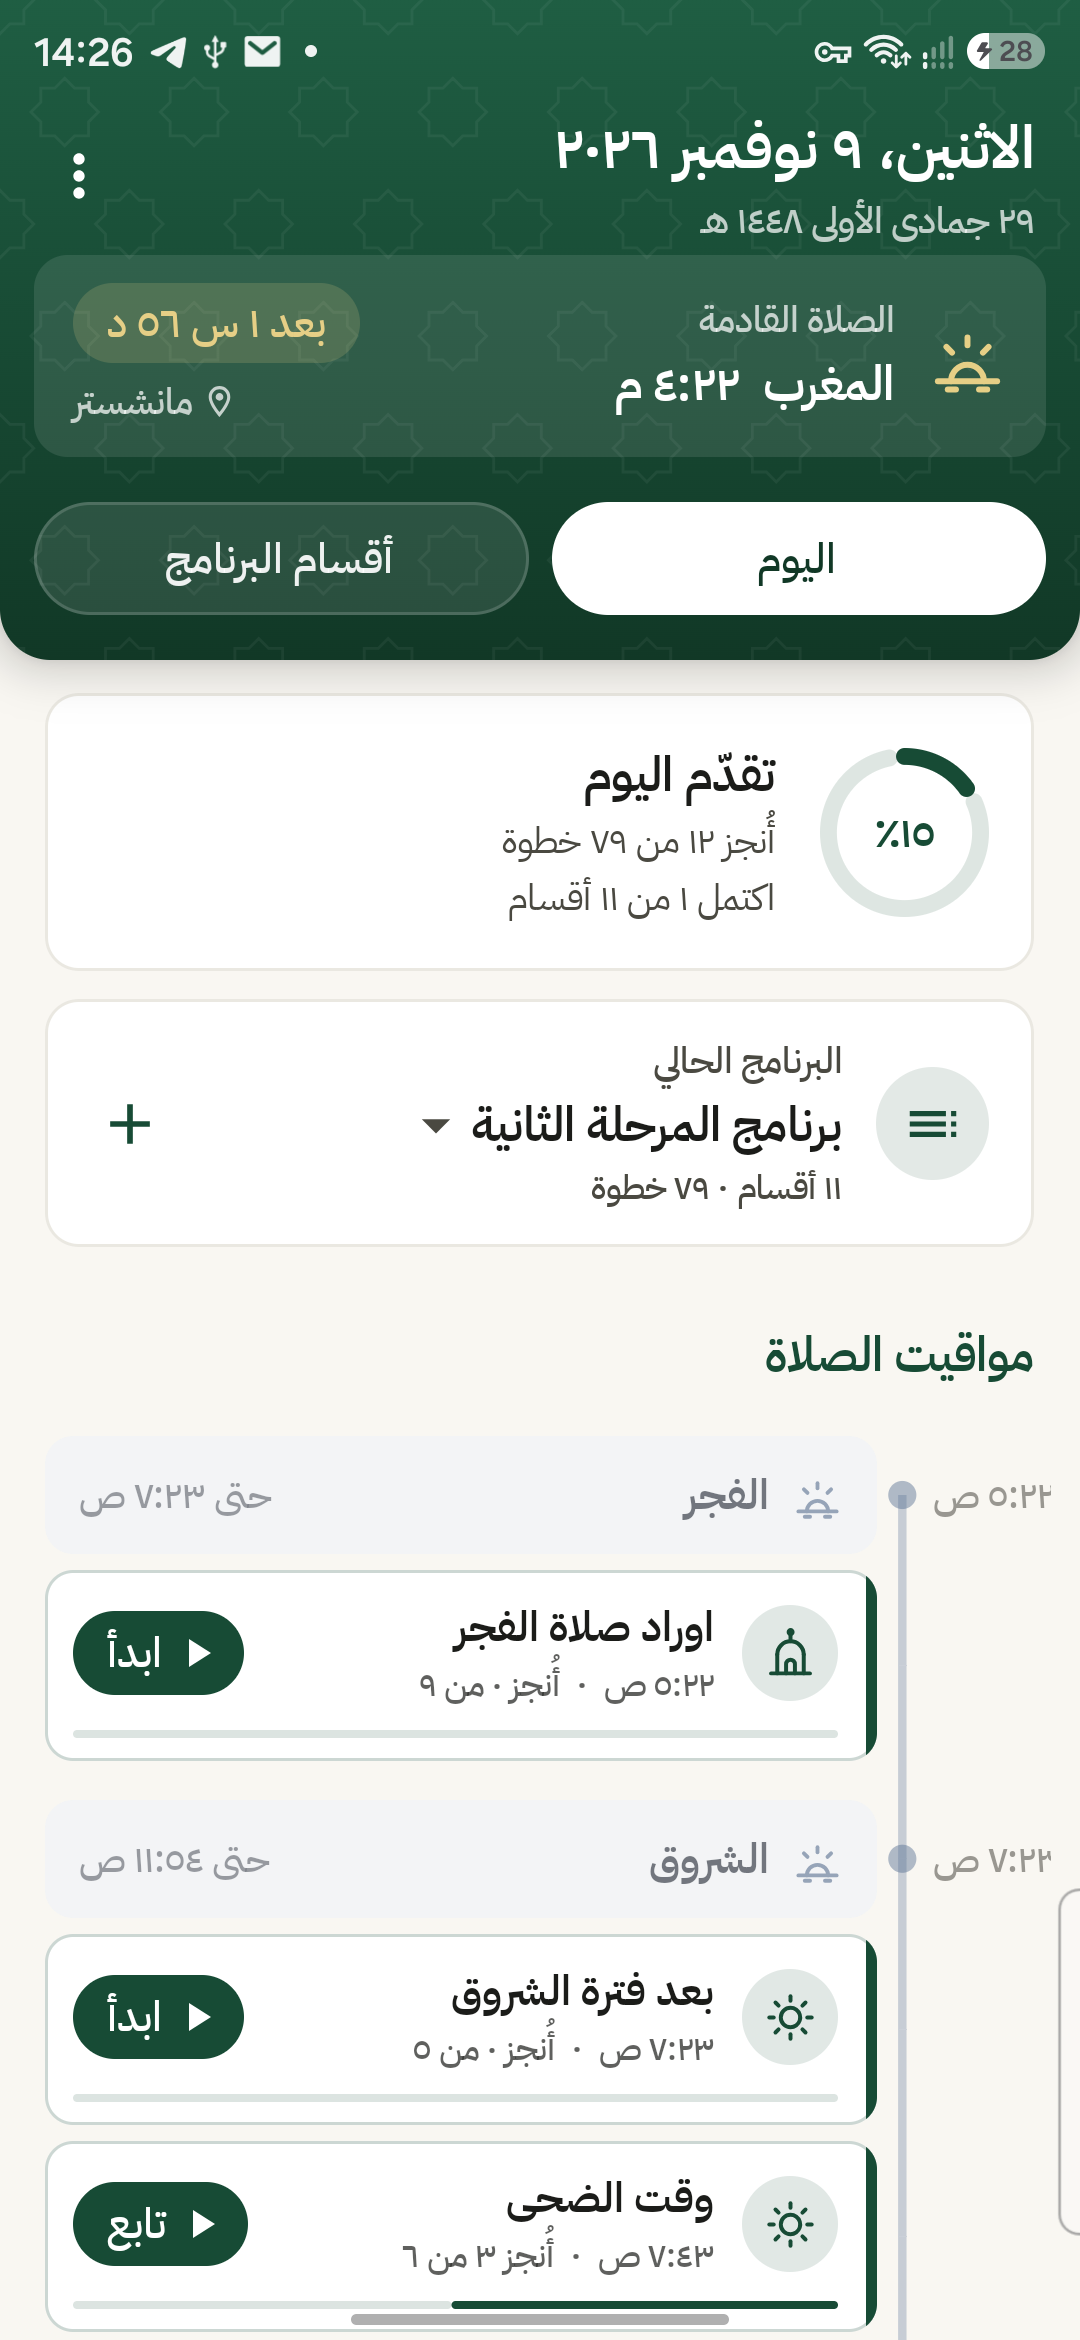 14:26
28
الاثنين، ٩ نوفمبر ٢٠٢٦
٢٩ جمادى الأولى ١٤٤٨ هـ
الصلاة القادمة
المغرب ٤:٢٢ م
بعد ١ س ٥٦ د
مانشستر
اليوم
أقسام البرنامج
٪١٥
تقدّم اليوم
أُنجز ١٢ من ٧٩ خطوة
اكتمل ١ من ١١ أقسام
البرنامج الحالي
برنامج المرحلة الثانية
١١ أقسام · ٧٩ خطوة
مواقيت الصلاة
٥:٢٢ ص
الفجر
حتى ٧:٢٣ ص
اوراد صلاة الفجر
٥:٢٢ ص · أُنجز ٠ من ٩
ابدأ
ص
الشروق
حتى ١١:٥٤ ص
بعد فترة الشروق
٧:٢٣ ص · أُنجز ٠ من ٥
ابدأ
وقت الضحى
٧:٤٣ ص · أُنجز ٣ من ٦
تابع